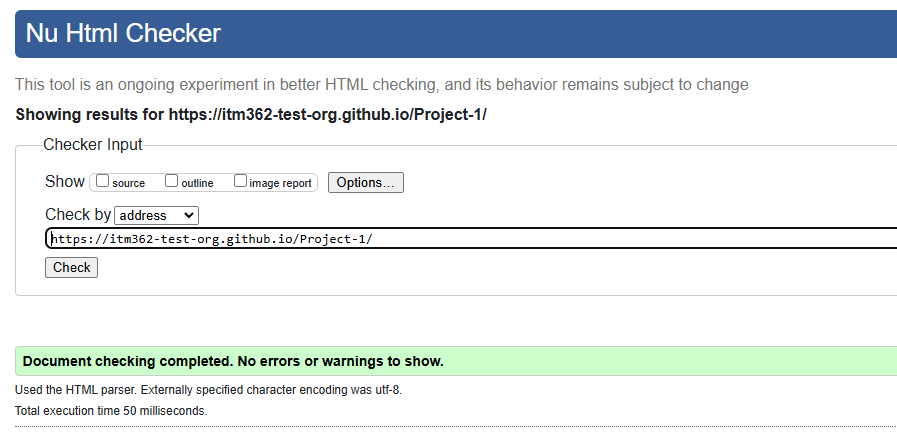 Nu Html Checker
This tool is an ongoing experiment in better HTML checking, and its behavior remains subject to change
Showing results for https://itm362-test-org.github.io/Project-1/
Checker Input
Show source outline image report Options...
Check by address
https://itm362-test-org.github.io/Project-1/
Check
Document checking completed. No errors or warnings to show.
Used the HTML parser. Externally specified character encoding was utf-8.
Total execution time 50 milliseconds.